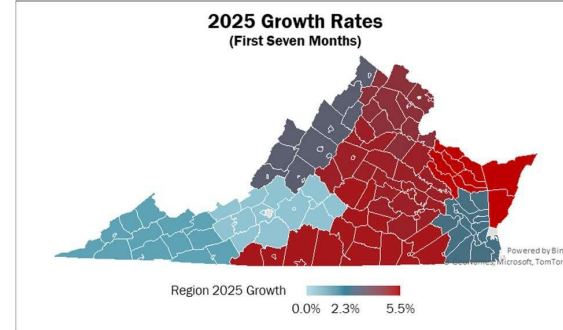 2025 Growth Rates
(First Seven Months)
Powered by Bin
Microsoft, TomTom
Region 2025 Growth
0.0% 2.3% 5.5%